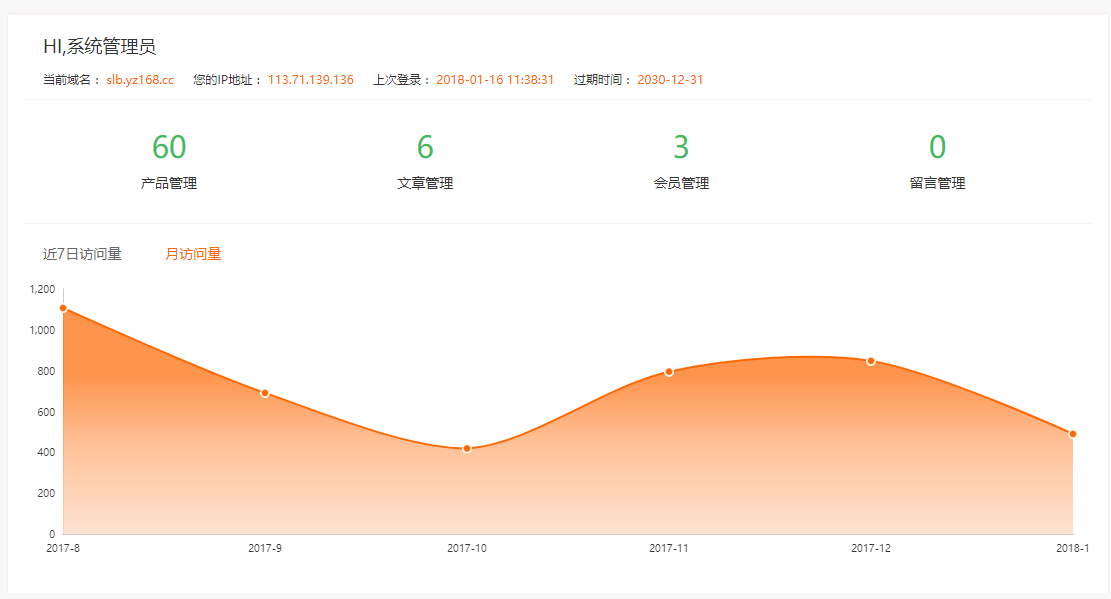 HI,系统管理员
当前域名： slb.yz168.cc 您的IP地址： 113.71.139.136 上次登录： 2018-01-16 11:38:31 过期时间： 2030-12-31
60 6 3 0
产品管理 文章管理 会员管理 留言管理
近7日访问量 月访问量
1,200
1,000
800
600
400
200
0
2017-8 2017-9 2017-10 2017-11 2017-12 2018-1